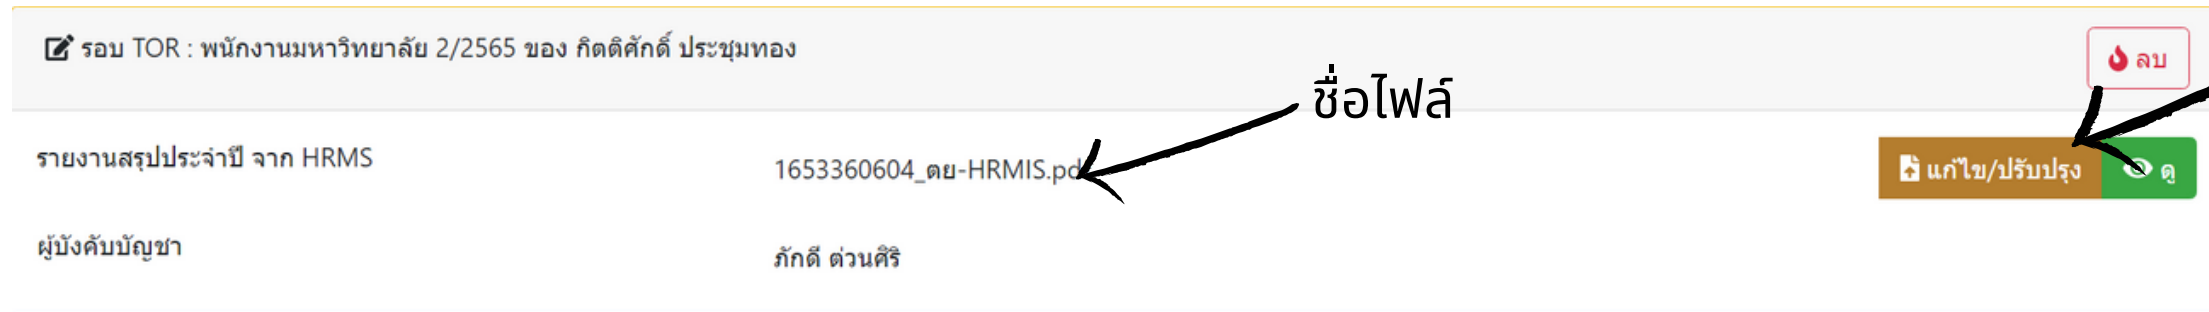 รอบ TOR : พนักงานมหาวิทยาลัย 2/2565 ของ กิตติศักดิ์ ประชุมทอง
ลบ
ชื่อไฟล์
รายงานสรุปประจำปี จาก HRMS
1653360604_ตย-HRMIS.pd
แก้ไข/ปรับปรุง
ดู
ผู้บังคับบัญชา
ภักดี ต่วนศิริ